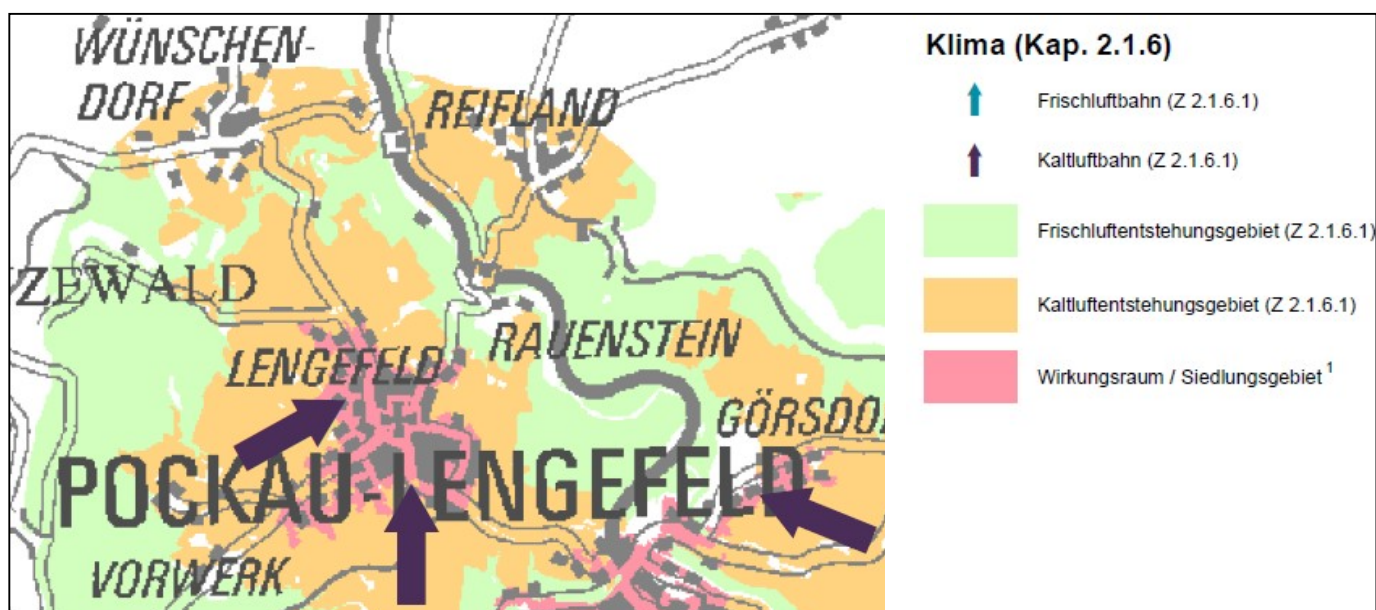 WÜNSCHEN-
DORF
REIFLAND
ZEWALD
LENGEFELD
RAUENSTEIN
GÖRSDOR
POCKAU-LENGEFELD
VORWERK
Klima (Kap. 2.1.6)
Frischluftbahn (Z 2.1.6.1)
Kaltluftbahn (Z 2.1.6.1)
Frischluftentstehungsgebiet (Z 2.1.6.1)
Kaltluftentstehungsgebiet (Z 2.1.6.1)
Wirkungsraum / Siedlungsgebiet ¹